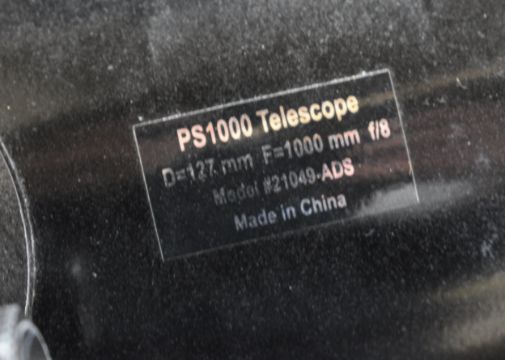 PS1000 Telescope
D=127 mm F=1000 mm f/8
Model #21049-ADS
Made in China